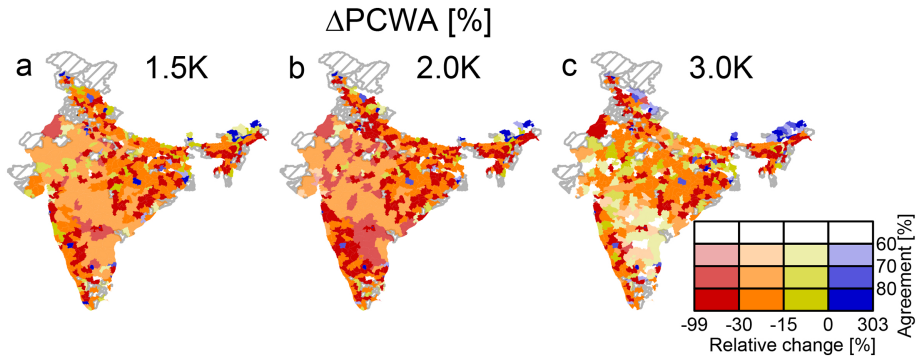 ΔPCWA [%]
a 1.5K b 2.0K c 3.0K
60
70
80
Agreement [%]
-99 -30 -15 0 303
Relative change [%]